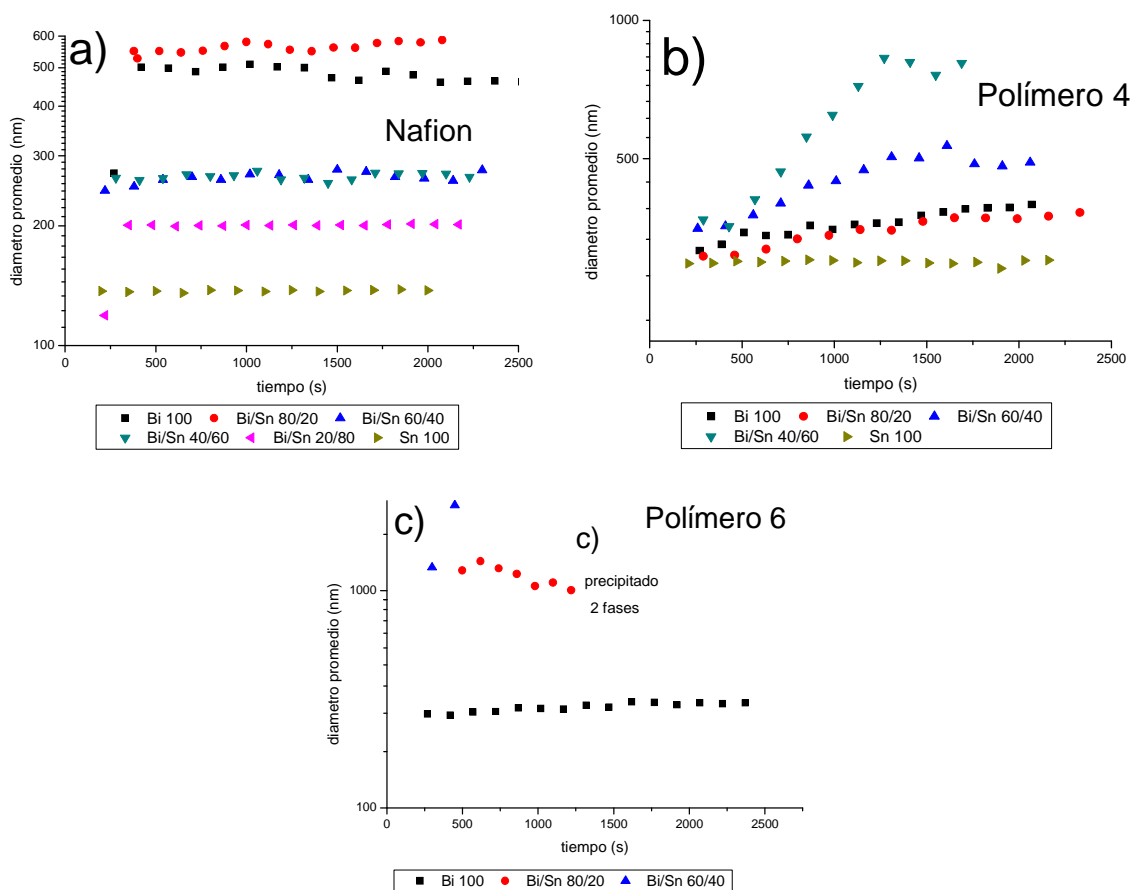 a)
Nafion
diametro promedio (nm)
600
500
400
300
200
100
0
500
1000
1500
2000
2500
tiempo (s)
Bi 100 Bi/Sn 80/20 Bi/Sn 60/40
Bi/Sn 40/60 Bi/Sn 20/80 Sn 100
b)
Polímero 4
diametro promedio (nm)
1000
500
0
500
1000
1500
2000
2500
tiempo (s)
Bi 100 Bi/Sn 80/20 Bi/Sn 60/40
Bi/Sn 40/60 Sn 100
c)
Polímero 6
c)
precipitado
2 fases
diametro promedio (nm)
1000
100
0
500
1000
1500
2000
2500
tiempo (s)
Bi 100 Bi/Sn 80/20 Bi/Sn 60/40